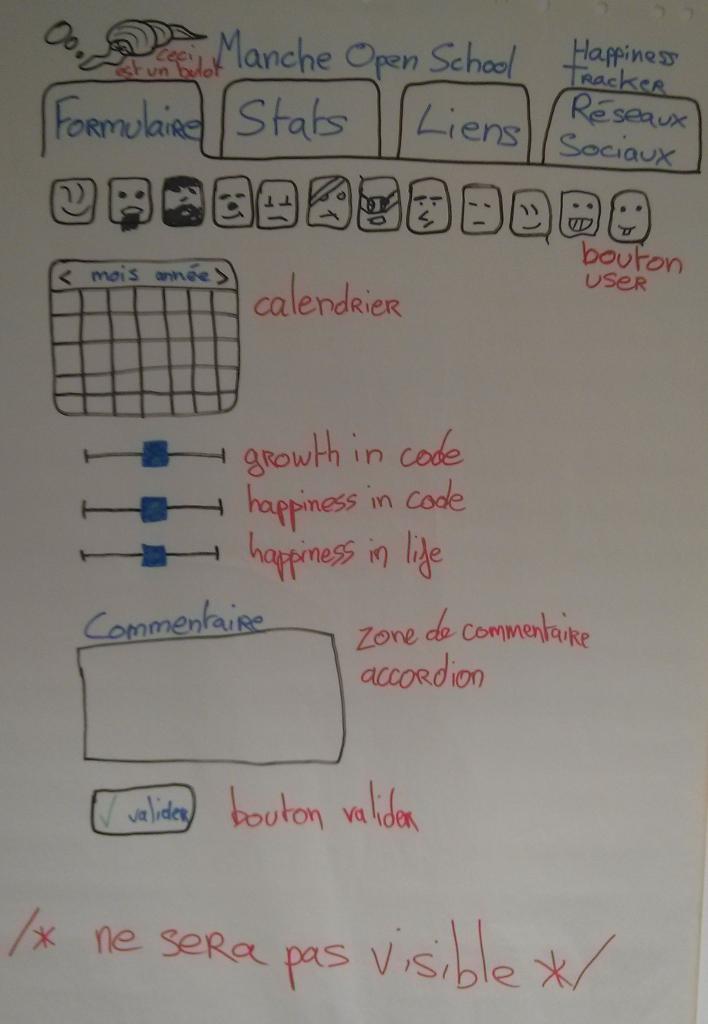 ceci
est un bulot
Manche Open School
Happiness
tracker
Formulaire
Stats
Liens
Réseaux
Sociaux
bouton
user
< mois année >
calendrier
growth in code
happiness in code
happiness in life
Commentaire
zone de commentaire
accordion
✓ valider
bouton valider
/* ne sera pas visible */